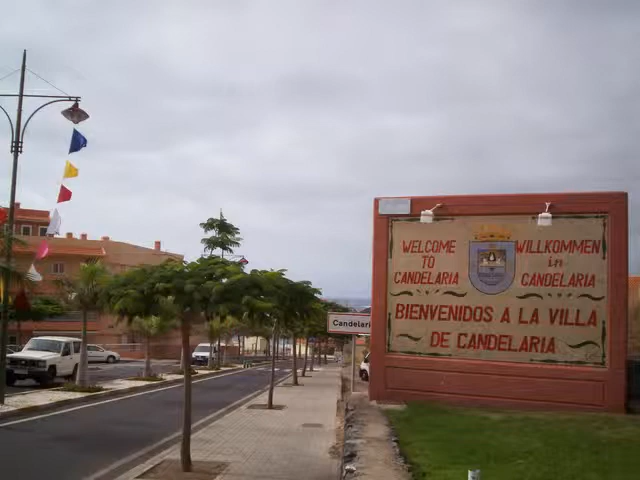 WELCOME
TO
CANDELARIA
WILLKOMMEN
in
CANDELARIA
BIENVENIDOS A LA VILLA
DE CANDELARIA
Candelaria